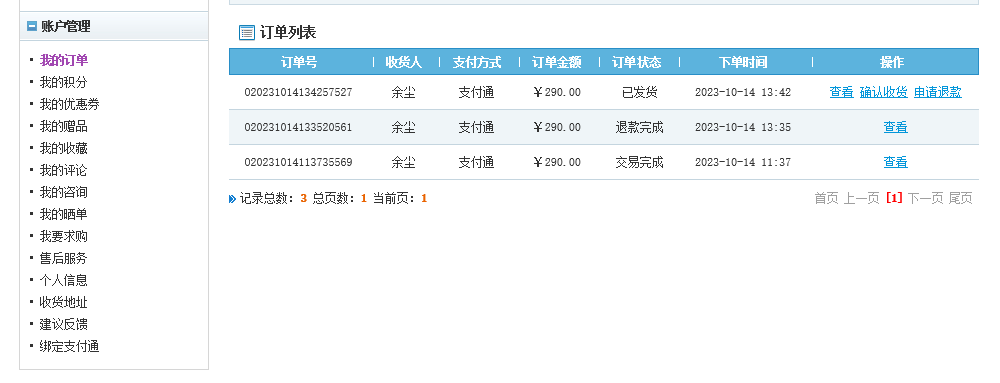 账户管理
我的订单
我的积分
我的优惠券
我的赠品
我的收藏
我的评论
我的咨询
我的晒单
我要求购
售后服务
个人信息
收货地址
建议反馈
绑定支付通
订单列表
订单号 收货人 支付方式 订单金额 订单状态 下单时间 操作
020231014134257527 余尘 支付通 ￥290.00 已发货 2023-10-14 13:42 查看 确认收货 申请退款
020231014133520561 余尘 支付通 ￥290.00 退款完成 2023-10-14 13:35 查看
020231014113735569 余尘 支付通 ￥290.00 交易完成 2023-10-14 11:37 查看
记录总数：3 总页数：1 当前页：1 首页 上一页 [1] 下一页 尾页